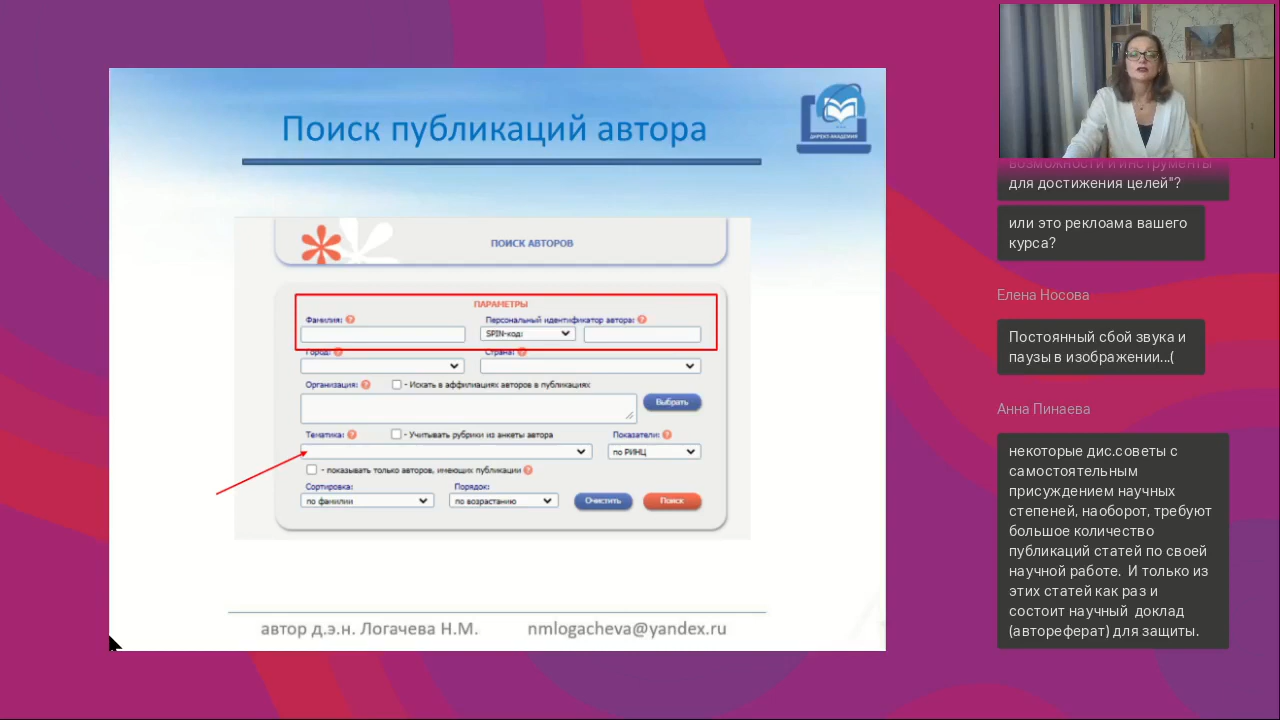 Поиск публикаций автора
ДИРЕКТ-АКАДЕМИЯ
ПОИСК АВТОРОВ
ПАРАМЕТРЫ
Фамилия: ?
Персональный идентификатор автора: ?
SPIN-код:
Город: ?
Страна: ?
Организация: ?
- Искать в аффилиациях авторов в публикациях
Выбрать
Тематика: ?
- Учитывать рубрики из анкеты автора
Показатели: ?
по РИНЦ
- показывать только авторов, имеющих публикации ?
Сортировка:
Порядок:
по фамилии
по возрастанию
Очистить
Поиск
автор д.э.н. Логачева Н.М.
nmlogacheva@yandex.ru
возможности и инструменты
для достижения целей"?
или это реклоама вашего
курса?
Елена Носова
Постоянный сбой звука и
паузы в изображении...(
Анна Пинаева
некоторые дис.советы с
самостоятельным
присуждением научных
степеней, наоборот, требуют
большое количество
публикаций статей по своей
научной работе. И только из
этих статей как раз и
состоит научный доклад
(автореферат) для защиты.